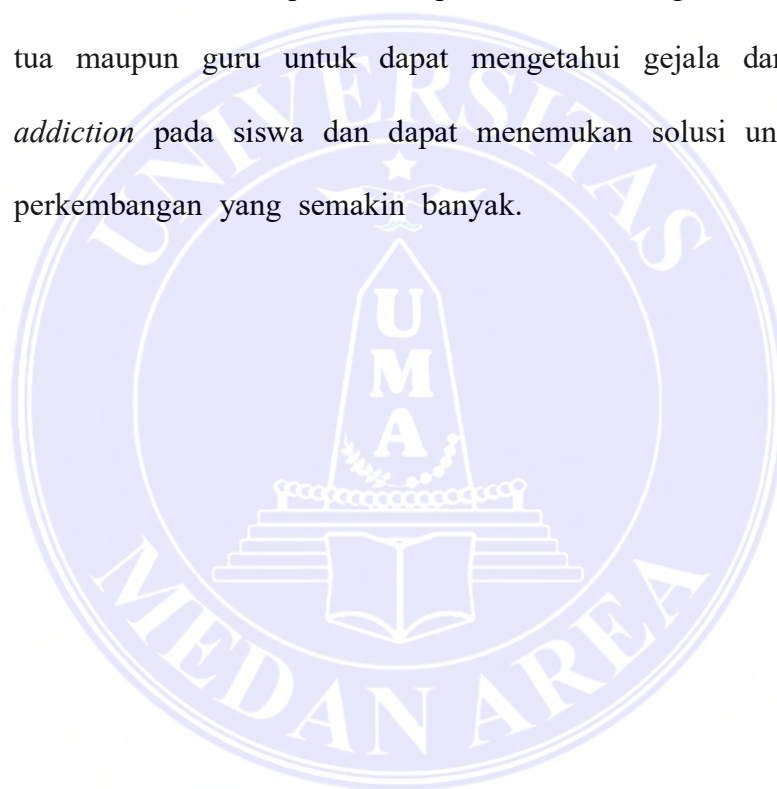 tua maupun guru untuk dapat mengetahui gejala dar
addiction pada siswa dan dapat menemukan solusi un
perkembangan yang semakin banyak.
UNIVERSITAS
UMA
MEDAN AREA